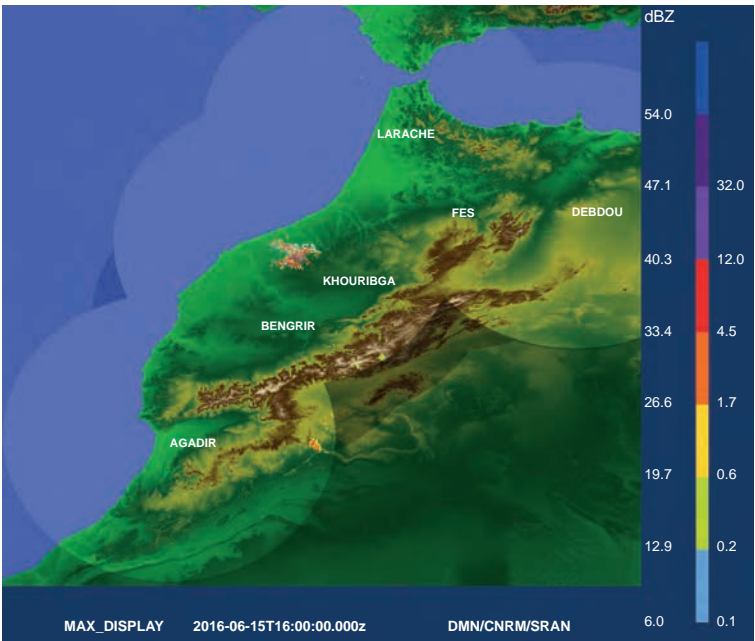 dBZ
54.0
LARACHE
47.1 32.0
FES DEBDOU
40.3 12.0
KHOURIBGA
BENGRIR
33.4 4.5
26.6 1.7
AGADIR
19.7 0.6
12.9 0.2
MAX_DISPLAY 2016-06-15T16:00:00.000z DMN/CNRM/SRAN 6.0 0.1